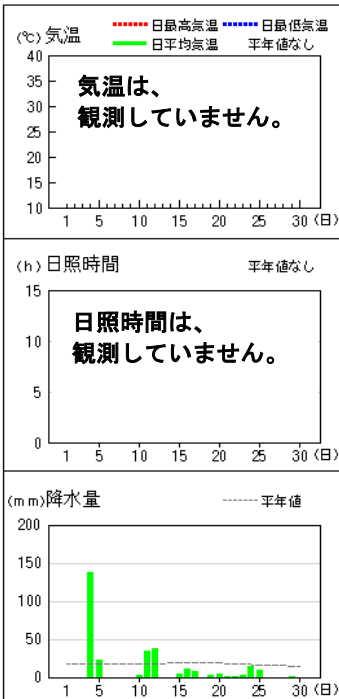 (℃) 気温 日最高気温 日最低気温
日平均気温 平年値なし
40
35
30
25
20
15
10
気温は、
観測していません。
1 5 10 15 20 25 30 (日)
(h) 日照時間 平年値なし
15
10
5
0
日照時間は、
観測していません。
1 5 10 15 20 25 30 (日)
(mm) 降水量 平年値
200
150
100
50
0
1 5 10 15 20 25 30 (日)